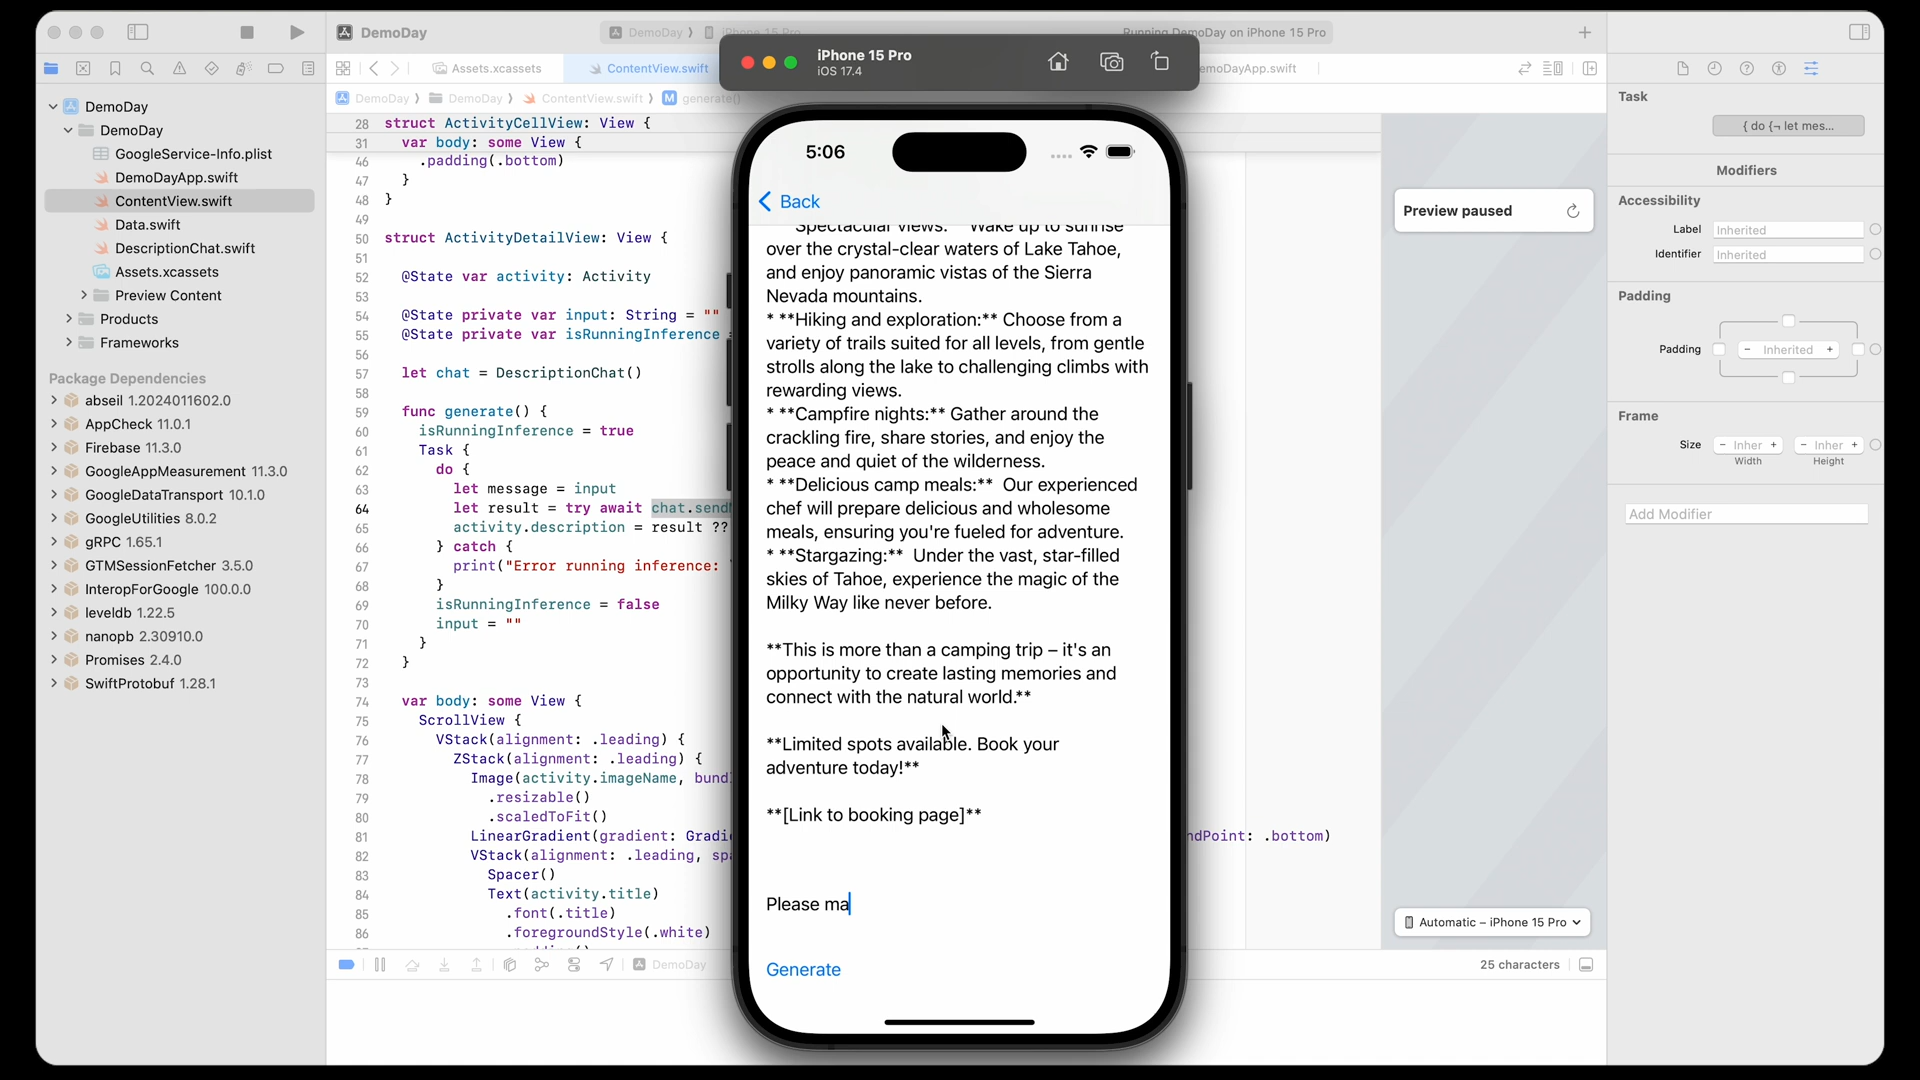 DemoDay
DemoDay
iPhone 15 Pro
Running DemoDay on iPhone 15 Pro
iPhone 15 Pro
iOS 17.4
Assets.xcassets
ContentView.swift
DemoDay
DemoDay
ContentView.swift
M
generate()
DemoDay
DemoDay
GoogleService-Info.plist
DemoDayApp.swift
ContentView.swift
Data.swift
DescriptionChat.swift
Assets.xcassets
Preview Content
Products
Frameworks
Package Dependencies
abseil 1.2024011602.0
AppCheck 11.0.1
Firebase 11.3.0
GoogleAppMeasurement 11.3.0
GoogleDataTransport 10.1.0
GoogleUtilities 8.0.2
gRPC 1.65.1
GTMSessionFetcher 3.5.0
InteropForGoogle 100.0.0
leveldb 1.22.5
nanopb 2.30910.0
Promises 2.4.0
SwiftProtobuf 1.28.1
28 struct ActivityCellView: View {
31 var body: some View {
46 .padding(.bottom)
47 }
48 }
49
50 struct ActivityDetailView: View {
51
52 @State var activity: Activity
53
54 @State private var input: String = ""
55 @State private var isRunningInference
56
57 let chat = DescriptionChat()
58
59 func generate() {
60 isRunningInference = true
61 Task {
62 do {
63 let message = input
64 let result = try await chat.send
65 activity.description = result ??
66 } catch {
67 print("Error running inference:
68 }
69 isRunningInference = false
70 input = ""
71 }
72 }
73
74 var body: some View {
75 ScrollView {
76 VStack(alignment: .leading) {
77 ZStack(alignment: .leading) {
78 Image(activity.imageName, bund
79 .resizable()
80 .scaledToFit()
81 LinearGradient(gradient: Gradi
ndPoint: .bottom)
82 VStack(alignment: .leading, spa
83 Spacer()
84 Text(activity.title)
85 .font(.title)
86 .foregroundStyle(.white)
5:06
Back
Spectacular views: Wake up to sunrise
over the crystal-clear waters of Lake Tahoe,
and enjoy panoramic vistas of the Sierra
Nevada mountains.
* **Hiking and exploration:** Choose from a
variety of trails suited for all levels, from gentle
strolls along the lake to challenging climbs with
rewarding views.
* **Campfire nights:** Gather around the
crackling fire, share stories, and enjoy the
peace and quiet of the wilderness.
* **Delicious camp meals:** Our experienced
chef will prepare delicious and wholesome
meals, ensuring you're fueled for adventure.
* **Stargazing:** Under the vast, star-filled
skies of Tahoe, experience the magic of the
Milky Way like never before.
**This is more than a camping trip – it's an
opportunity to create lasting memories and
connect with the natural world.**
**Limited spots available. Book your
adventure today!**
**[Link to booking page]**
Please ma
Generate
emoDayApp.swift
Preview paused
Automatic – iPhone 15 Pro
DemoDay
25 characters
Task
{ do {¬ let mes...
Modifiers
Accessibility
Label Inherited
Identifier Inherited
Padding
Padding − Inherited +
Frame
Size − Inher + − Inher +
Width Height
Add Modifier